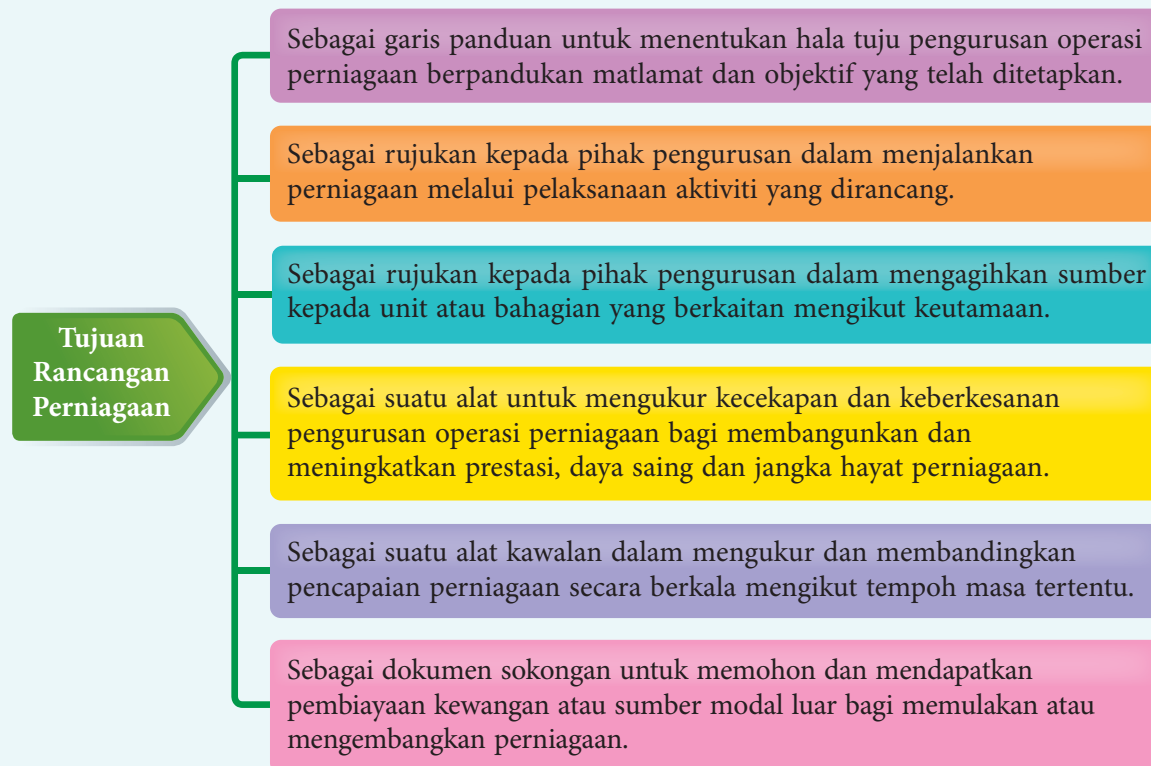 Tujuan
Rancangan
Perniagaan
Sebagai garis panduan untuk menentukan hala tuju pengurusan operasi
perniagaan berpandukan matlamat dan objektif yang telah ditetapkan.
Sebagai rujukan kepada pihak pengurusan dalam menjalankan
perniagaan melalui pelaksanaan aktiviti yang dirancang.
Sebagai rujukan kepada pihak pengurusan dalam mengagihkan sumber
kepada unit atau bahagian yang berkaitan mengikut keutamaan.
Sebagai suatu alat untuk mengukur kecekapan dan keberkesanan
pengurusan operasi perniagaan bagi membangunkan dan
meningkatkan prestasi, daya saing dan jangka hayat perniagaan.
Sebagai suatu alat kawalan dalam mengukur dan membandingkan
pencapaian perniagaan secara berkala mengikut tempoh masa tertentu.
Sebagai dokumen sokongan untuk memohon dan mendapatkan
pembiayaan kewangan atau sumber modal luar bagi memulakan atau
mengembangkan perniagaan.